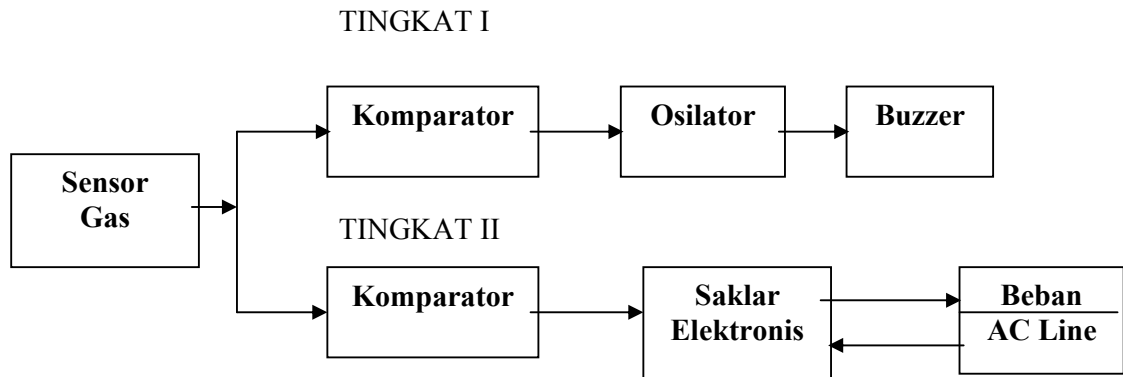 TINGKAT I
Komparator
Osilator
Buzzer
Sensor
Gas
TINGKAT II
Komparator
Saklar
Elektronis
Beban
AC Line